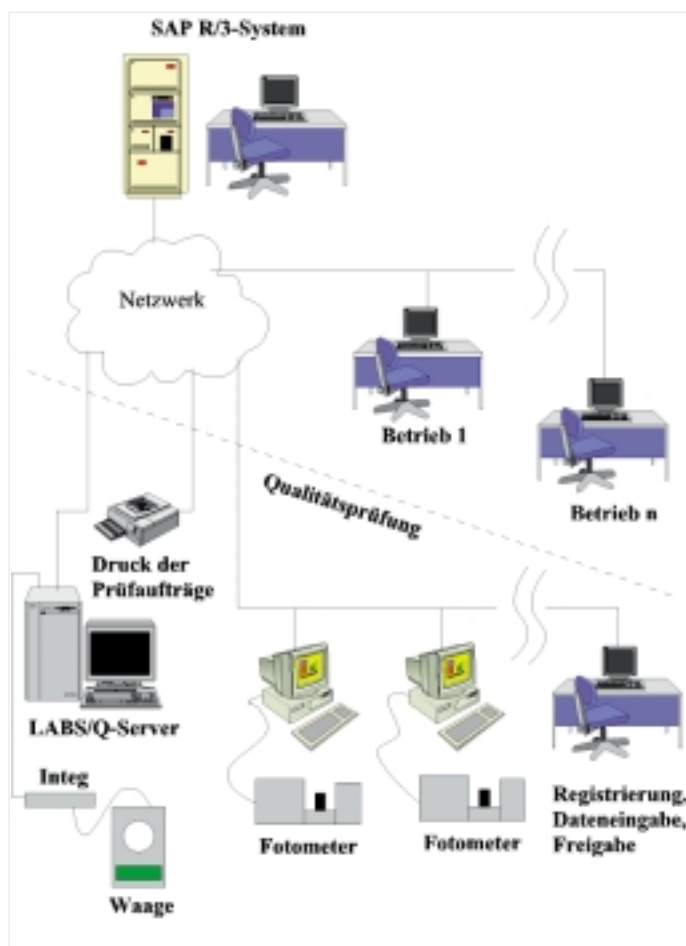 SAP R/3-System
Netzwerk
Betrieb 1
Betrieb n
Qualitätsprüfung
Druck der
Prüfaufträge
LABS/Q-Server
Integ
Waage
Fotometer
Fotometer
Registrierung,
Dateneingabe,
Freigabe